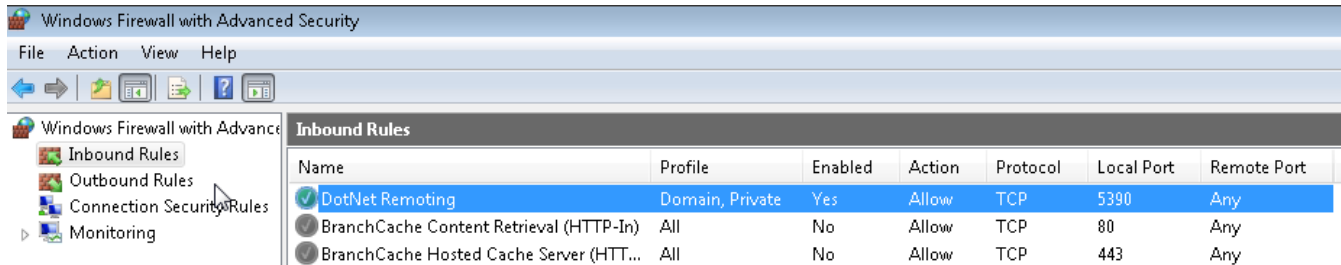 Windows Firewall with Advanced Security
File Action View Help
Windows Firewall with Advance
Inbound Rules
Outbound Rules
Connection Security Rules
Monitoring
Inbound Rules
Name Profile Enabled Action Protocol Local Port Remote Port
DotNet Remoting Domain, Private Yes Allow TCP 5390 Any
BranchCache Content Retrieval (HTTP-In) All No Allow TCP 80 Any
BranchCache Hosted Cache Server (HTT... All No Allow TCP 443 Any